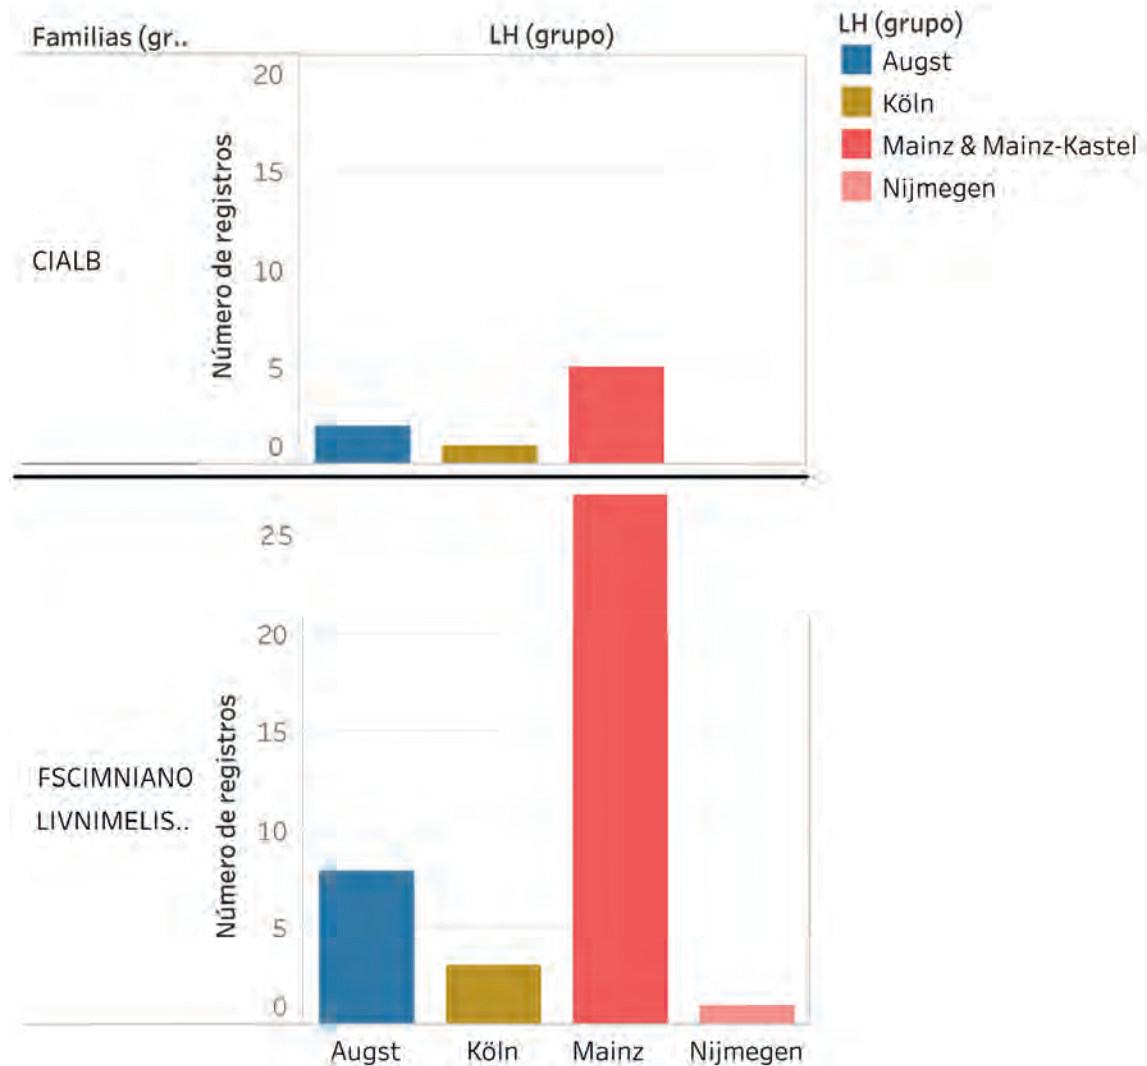 Familias (gr..
LH (grupo)
LH (grupo)
Augst
Köln
Mainz & Mainz-Kastel
Nijmegen
CIALB
Número de registros
20
15
10
5
0
FSCIMNIANO
LIVNIMELIS..
Número de registros
25
20
15
10
5
0
Augst
Köln
Mainz
Nijmegen